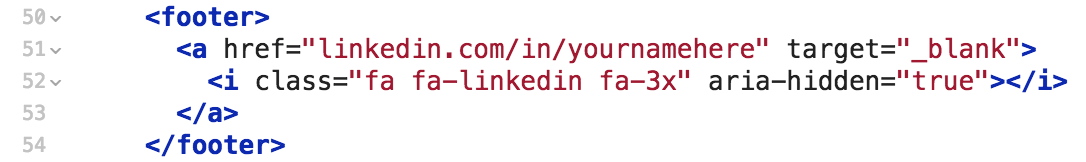 50 <footer>
51 <a href="linkedin.com/in/yournamehere" target="_blank">
52 <i class="fa fa-linkedin fa-3x" aria-hidden="true"></i>
53 </a>
54 </footer>